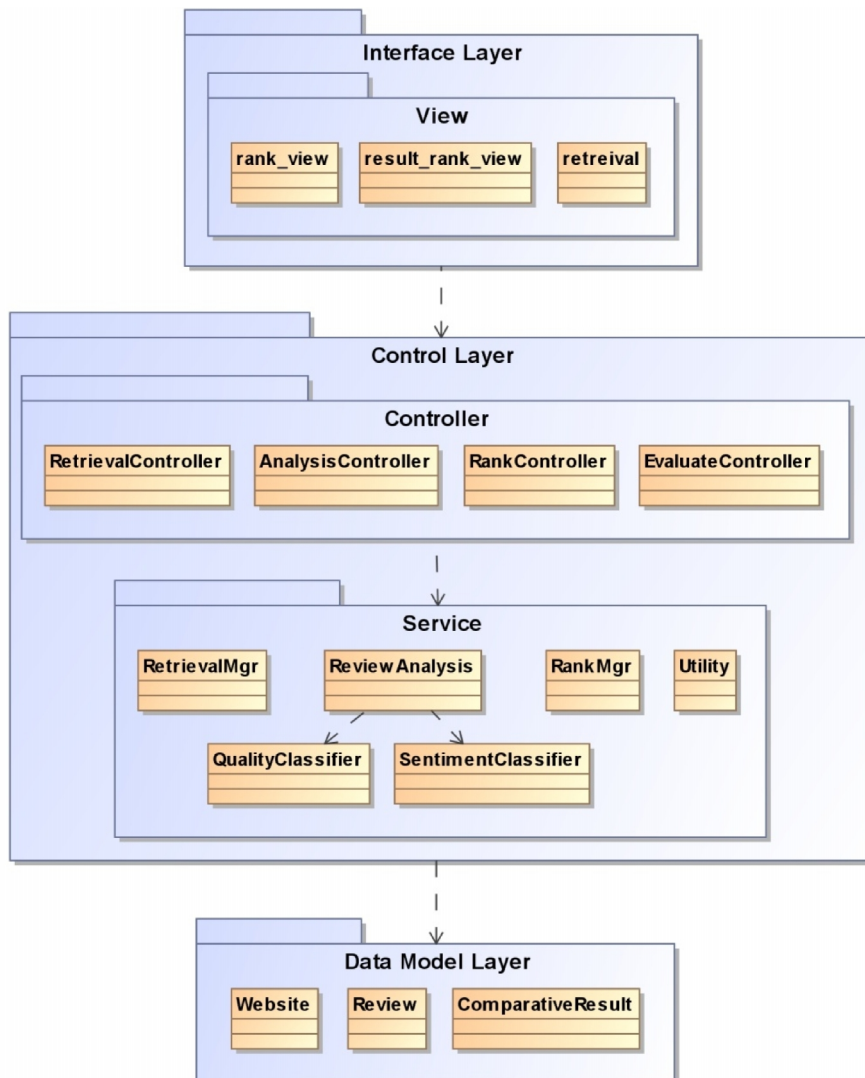 Interface Layer
View
rank_view result_rank_view retreival
Control Layer
Controller
RetrievalController AnalysisController RankController EvaluateController
Service
RetrievalMgr ReviewAnalysis RankMgr Utility
QualityClassifier SentimentClassifier
Data Model Layer
Website Review ComparativeResult